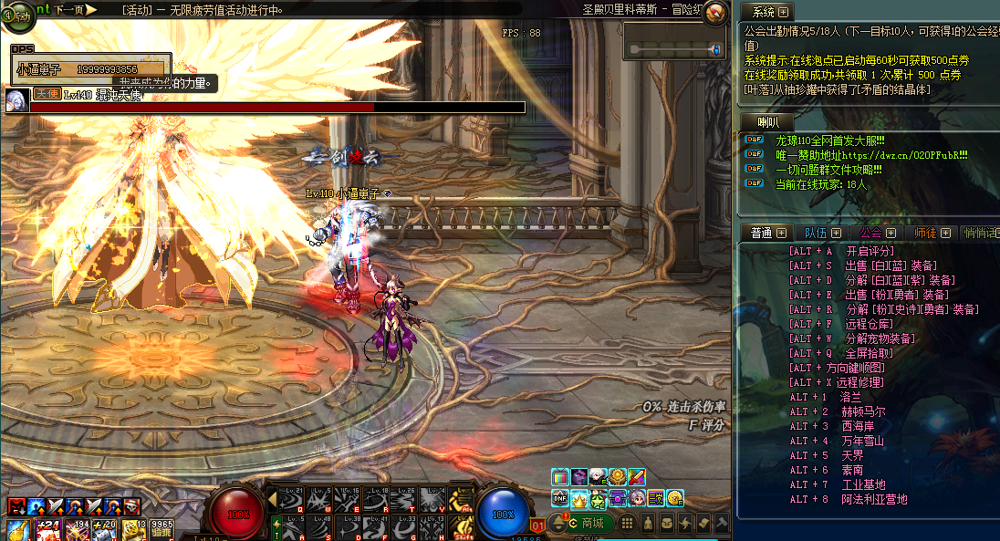 活动 nt 下一页
[活动] — 无限疲劳值活动进行中。
圣殿贝里科蒂斯 - 冒险级
FPS : 88
DPS
小逼崽子 19999993856
我来成为你的力量。
天使 Lv140 混沌天使
云剑凌云
Lv.110 小逼崽子
0% 连击杀伤率
F 评分
100%
100%
商城
系统
公会出勤情况5/18人 (下一目标10人, 可获得1的公会经
值)
系统提示:在线泡点已启动每60秒可获取500点券
在线奖励领取成功,共领取 1 次,累计 500 点券
[叶落]从袖珍罐中获得了[矛盾的结晶体]
喇叭
D&F 龙琅110全网首发大服!!!
D&F 唯一赞助地址https://dwz.cn/020PFubR!!!
D&F 一切问题群文件攻略!!!
D&F 当前在线玩家: 18人
普通 队伍 公会 师徒 悄悄话
[ALT + A 开启评分]
[ALT + S 出售 [白][蓝] 装备]
[ALT + D 分解 [白][蓝][紫] 装备]
[ALT + E 出售 [粉][勇者] 装备]
[ALT + R 分解 [粉][史诗][勇者] 装备]
[ALT + F 远程仓库]
[ALT + W 分解宠物装备]
[ALT + Q 全屏拾取]
[ALT + 方向键顺图]
[ALT + X 远程修理]
ALT + 1 洛兰
ALT + 2 赫顿马尔
ALT + 3 西海岸
ALT + 4 万年雪山
ALT + 5 天界
ALT + 6 素南
ALT + 7 工业基地
ALT + 8 阿法利亚营地